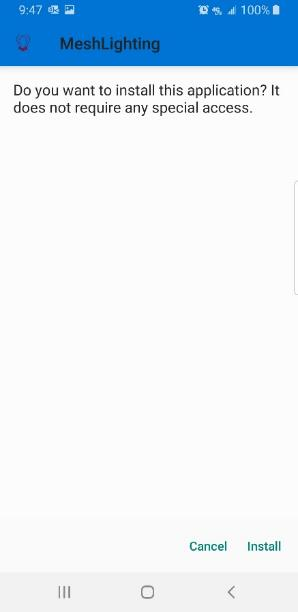 9:47 100%
MeshLighting
Do you want to install this application? It
does not require any special access.
Cancel Install